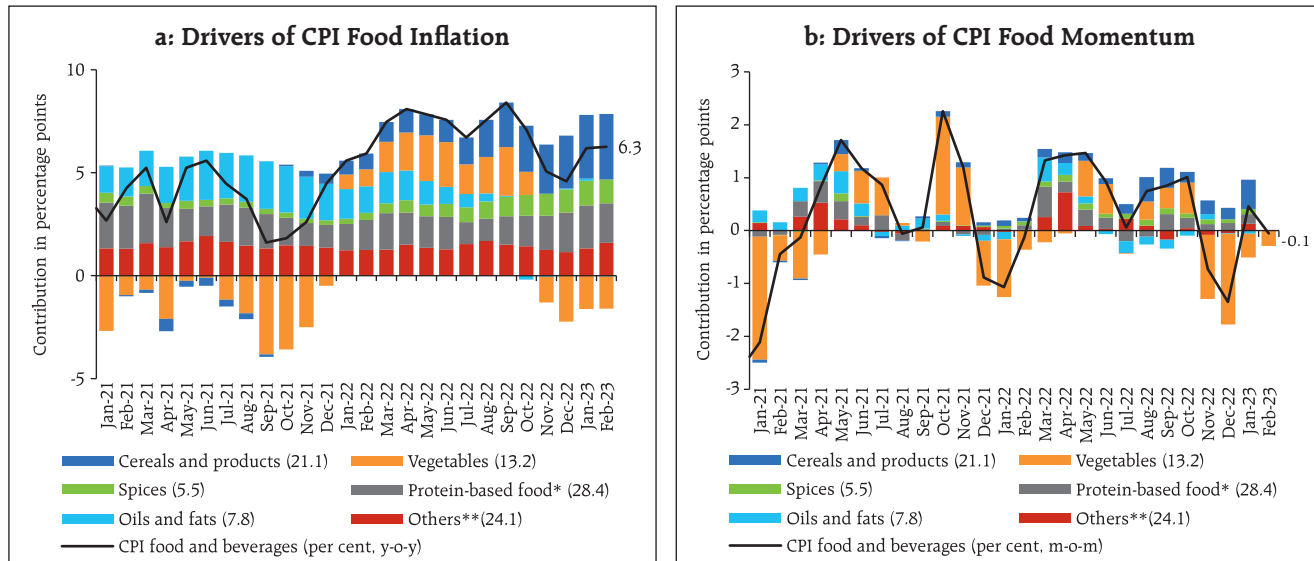 a: Drivers of CPI Food Inflation
Contribution in percentage points
10
5
0
-5
6.3
Jan-21
Feb-21
Mar-21
Apr-21
May-21
Jun-21
Jul-21
Aug-21
Sep-21
Oct-21
Nov-21
Dec-21
Jan-22
Feb-22
Mar-22
Apr-22
May-22
Jun-22
Jul-22
Aug-22
Sep-22
Oct-22
Nov-22
Dec-22
Jan-23
Feb-23
Cereals and products (21.1)
Vegetables (13.2)
Spices (5.5)
Protein-based food* (28.4)
Oils and fats (7.8)
Others**(24.1)
CPI food and beverages (per cent, y-o-y)
b: Drivers of CPI Food Momentum
Contribution in percentage points
3
2
1
0
-1
-2
-3
-0.1
Jan-21
Feb-21
Mar-21
Apr-21
May-21
Jun-21
Jul-21
Aug-21
Sep-21
Oct-21
Nov-21
Dec-21
Jan-22
Feb-22
Mar-22
Apr-22
May-22
Jun-22
Jul-22
Aug-22
Sep-22
Oct-22
Nov-22
Dec-22
Jan-23
Feb-23
Cereals and products (21.1)
Vegetables (13.2)
Spices (5.5)
Protein-based food* (28.4)
Oils and fats (7.8)
Others**(24.1)
CPI food and beverages (per cent, m-o-m)